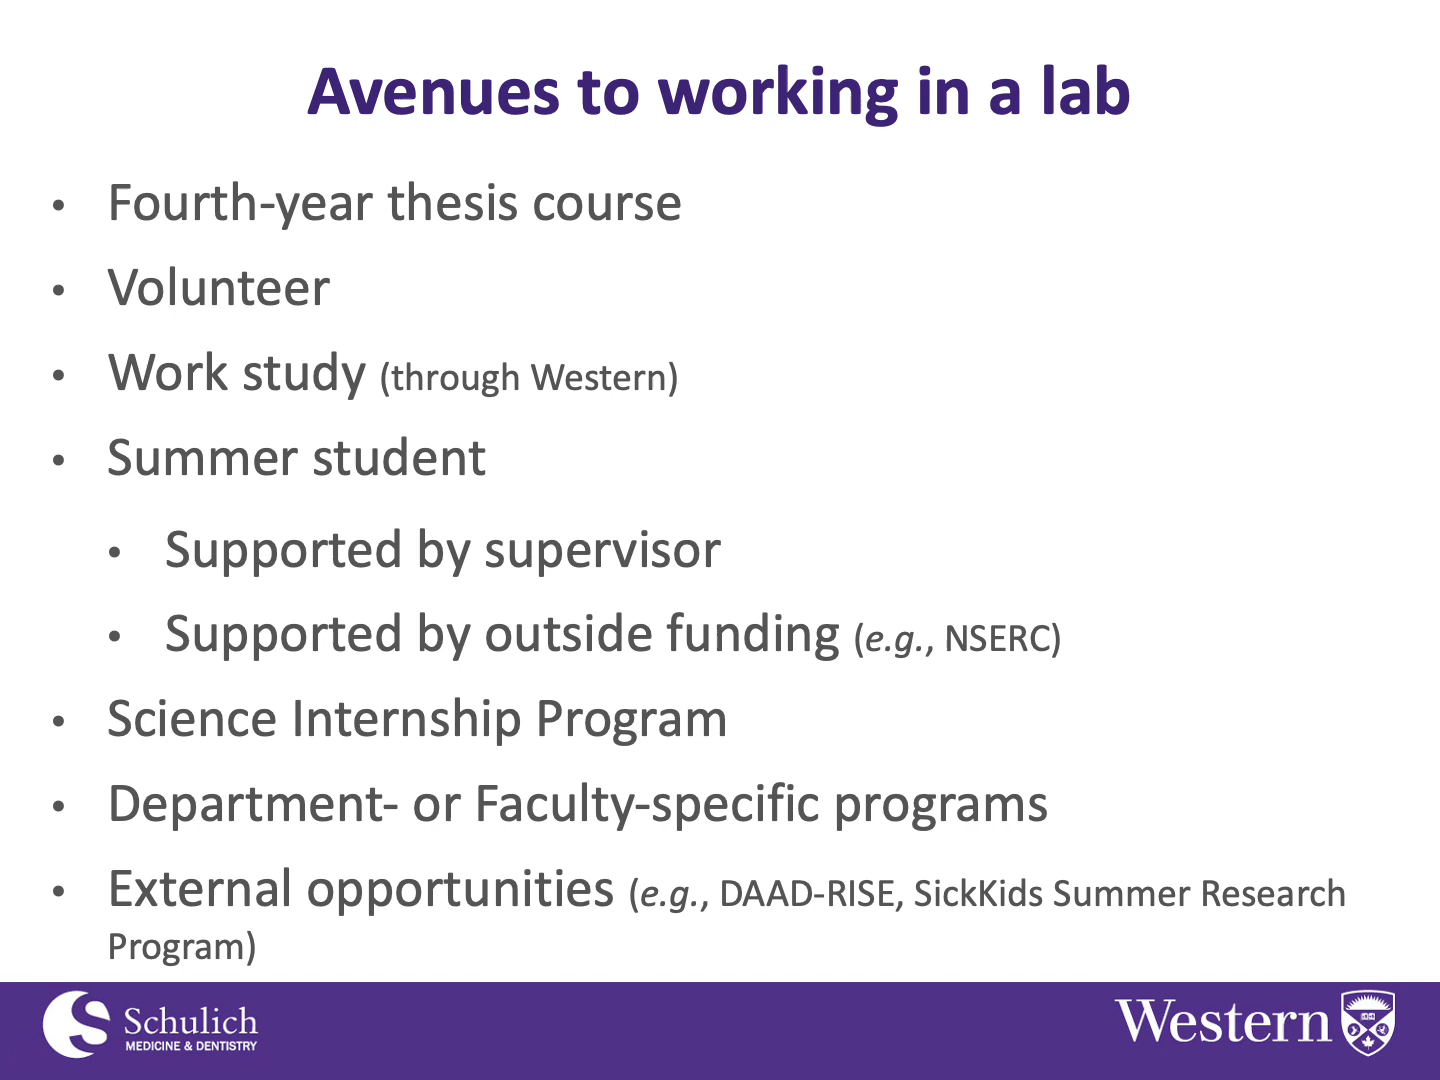 Avenues to working in a lab
• Fourth-year thesis course
• Volunteer
• Work study (through Western)
• Summer student
• Supported by supervisor
• Supported by outside funding (e.g., NSERC)
• Science Internship Program
• Department- or Faculty-specific programs
• External opportunities (e.g., DAAD-RISE, SickKids Summer Research
Program)
Schulich
MEDICINE & DENTISTRY
Western